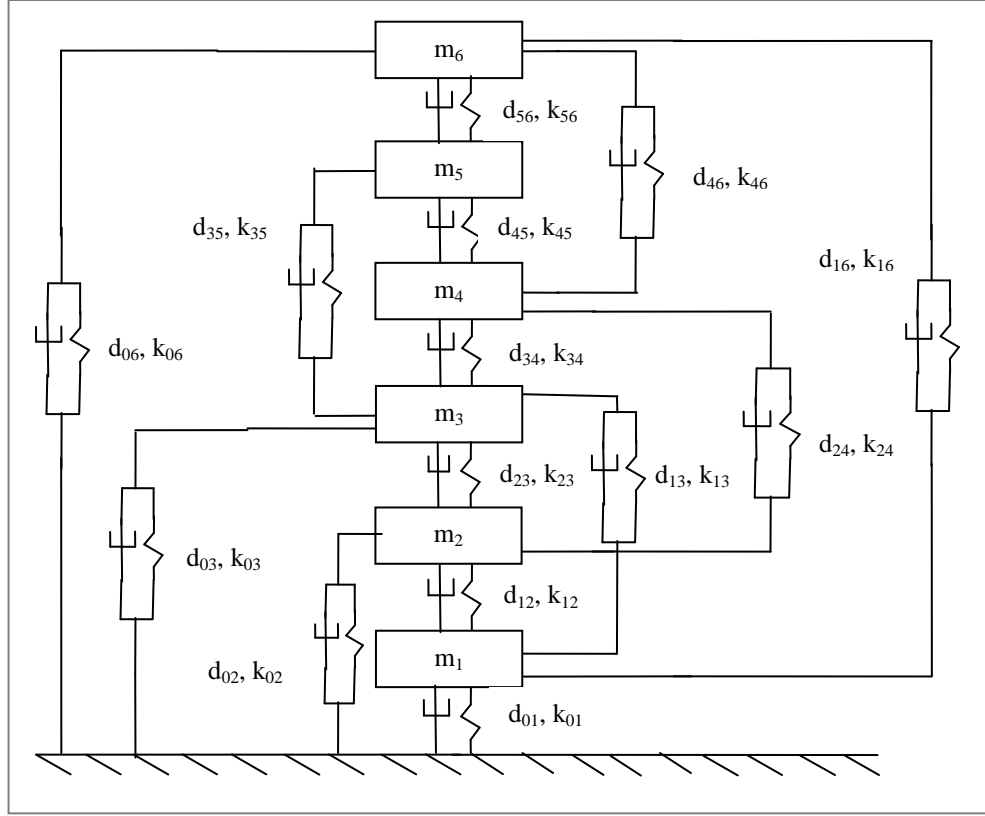 m₆
d₅₆, k₅₆
m₅
d₄₆, k₄₆
d₃₅, k₃₅
d₄₅, k₄₅
d₁₆, k₁₆
m₄
d₀₆, k₀₆
d₃₄, k₃₄
m₃
d₂₄, k₂₄
d₂₃, k₂₃
d₁₃, k₁₃
m₂
d₀₃, k₀₃
d₁₂, k₁₂
m₁
d₀₂, k₀₂
d₀₁, k₀₁